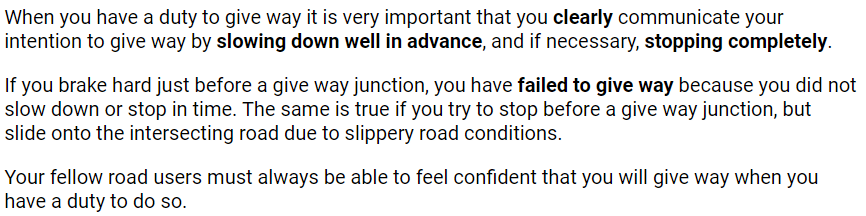 When you have a duty to give way it is very important that you clearly communicate your
intention to give way by slowing down well in advance, and if necessary, stopping completely.
If you brake hard just before a give way junction, you have failed to give way because you did not
slow down or stop in time. The same is true if you try to stop before a give way junction, but
slide onto the intersecting road due to slippery road conditions.
Your fellow road users must always be able to feel confident that you will give way when you
have a duty to do so.